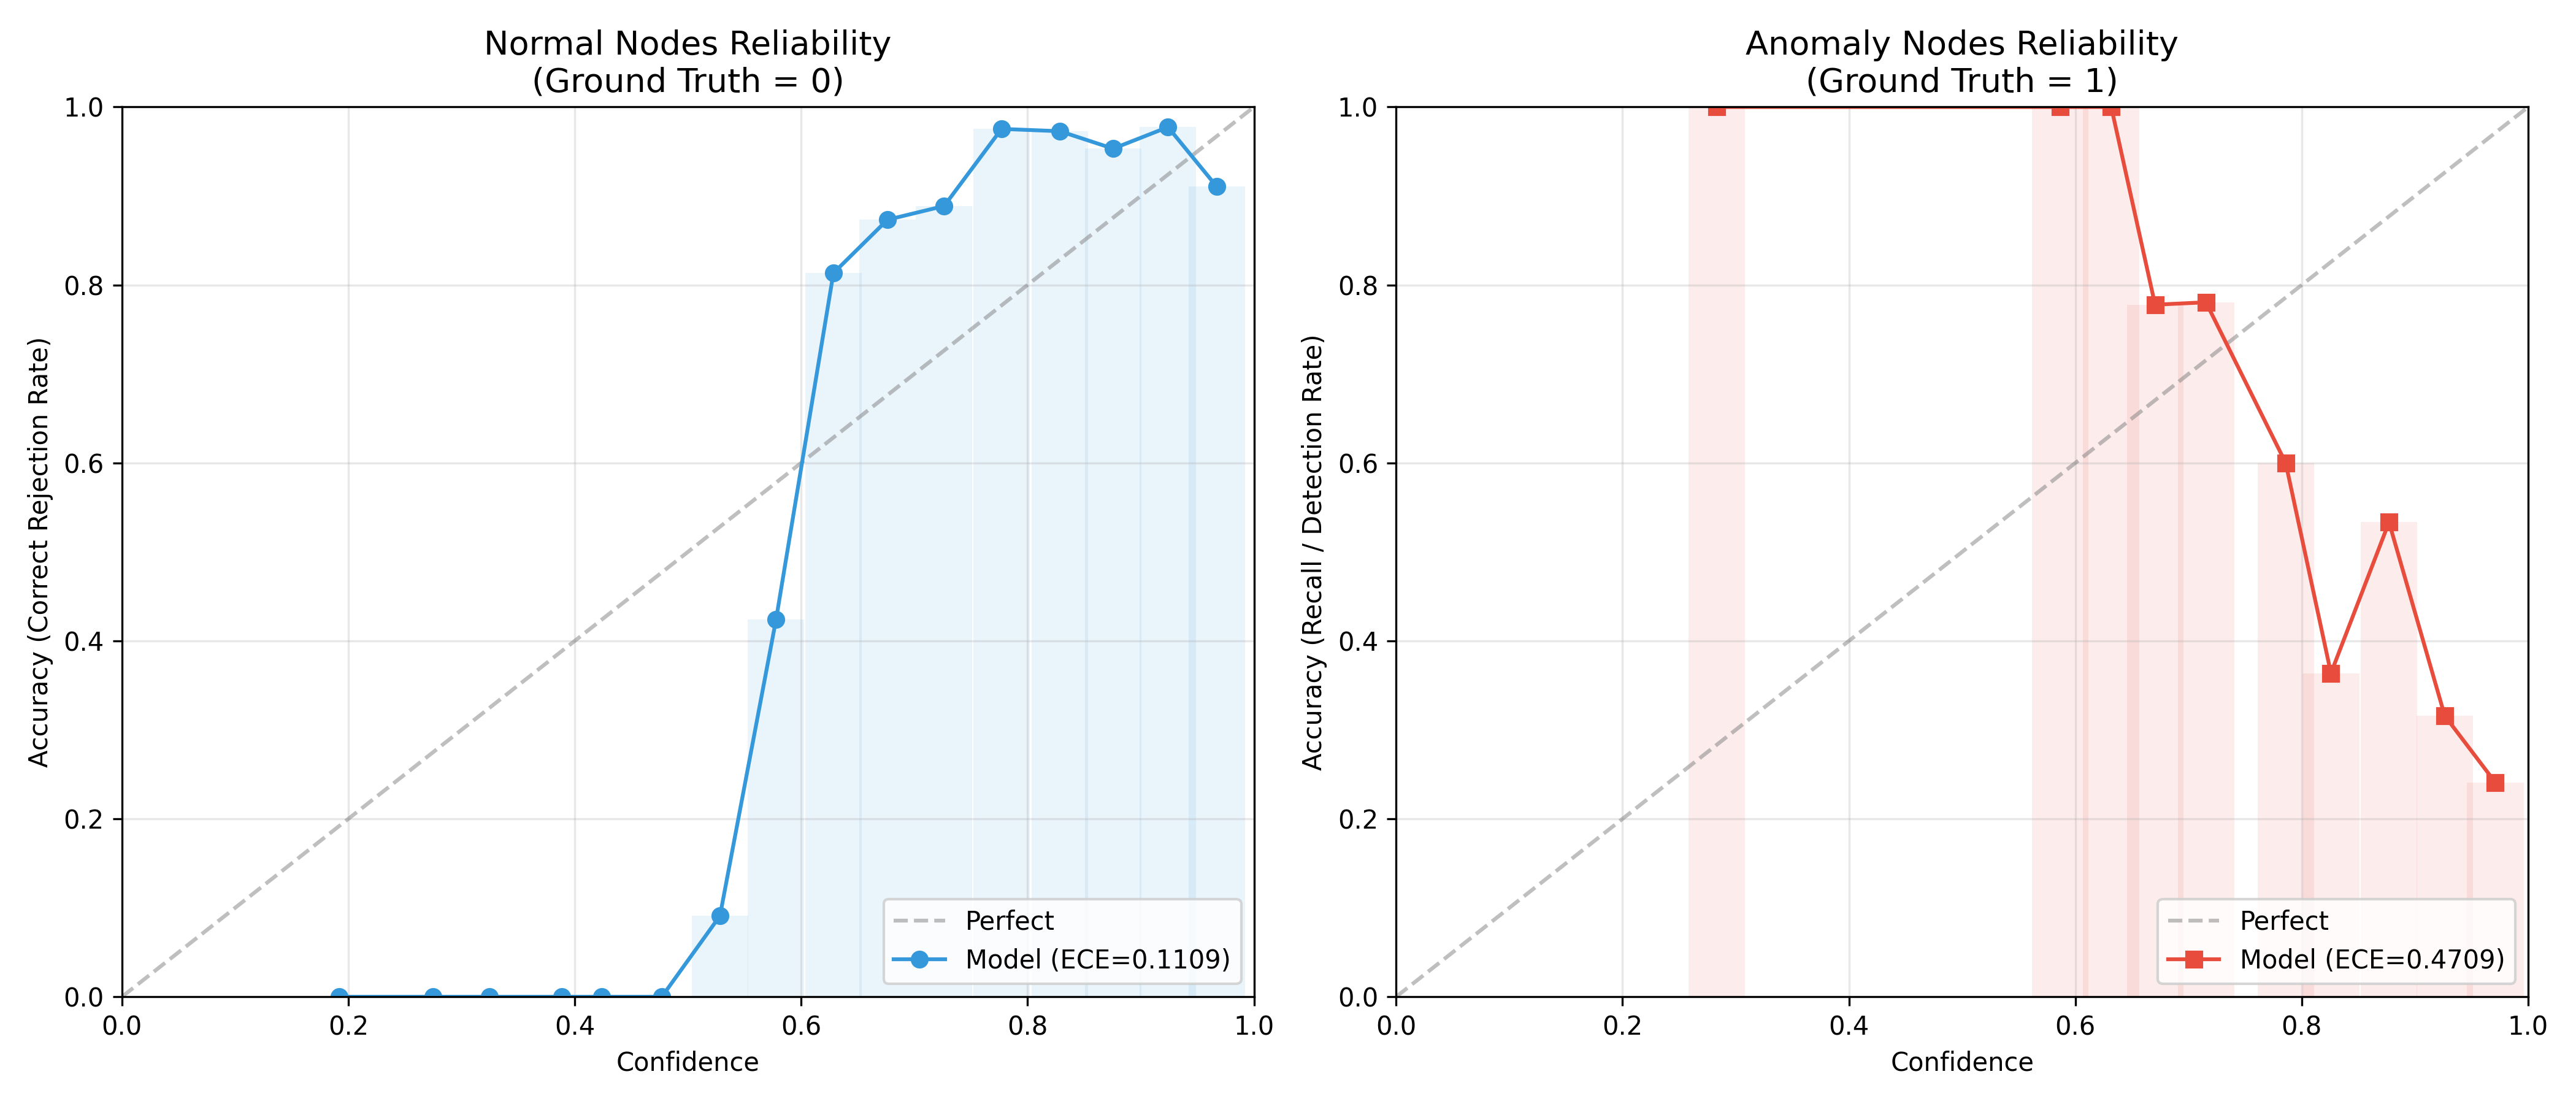 Normal Nodes Reliability
(Ground Truth = 0)
Accuracy (Correct Rejection Rate)
1.0
0.8
0.6
0.4
0.2
0.0
0.0 0.2 0.4 0.6 0.8 1.0
Confidence
Perfect
Model (ECE=0.1109)
Anomaly Nodes Reliability
(Ground Truth = 1)
Accuracy (Recall / Detection Rate)
1.0
0.8
0.6
0.4
0.2
0.0
0.0 0.2 0.4 0.6 0.8 1.0
Confidence
Perfect
Model (ECE=0.4709)